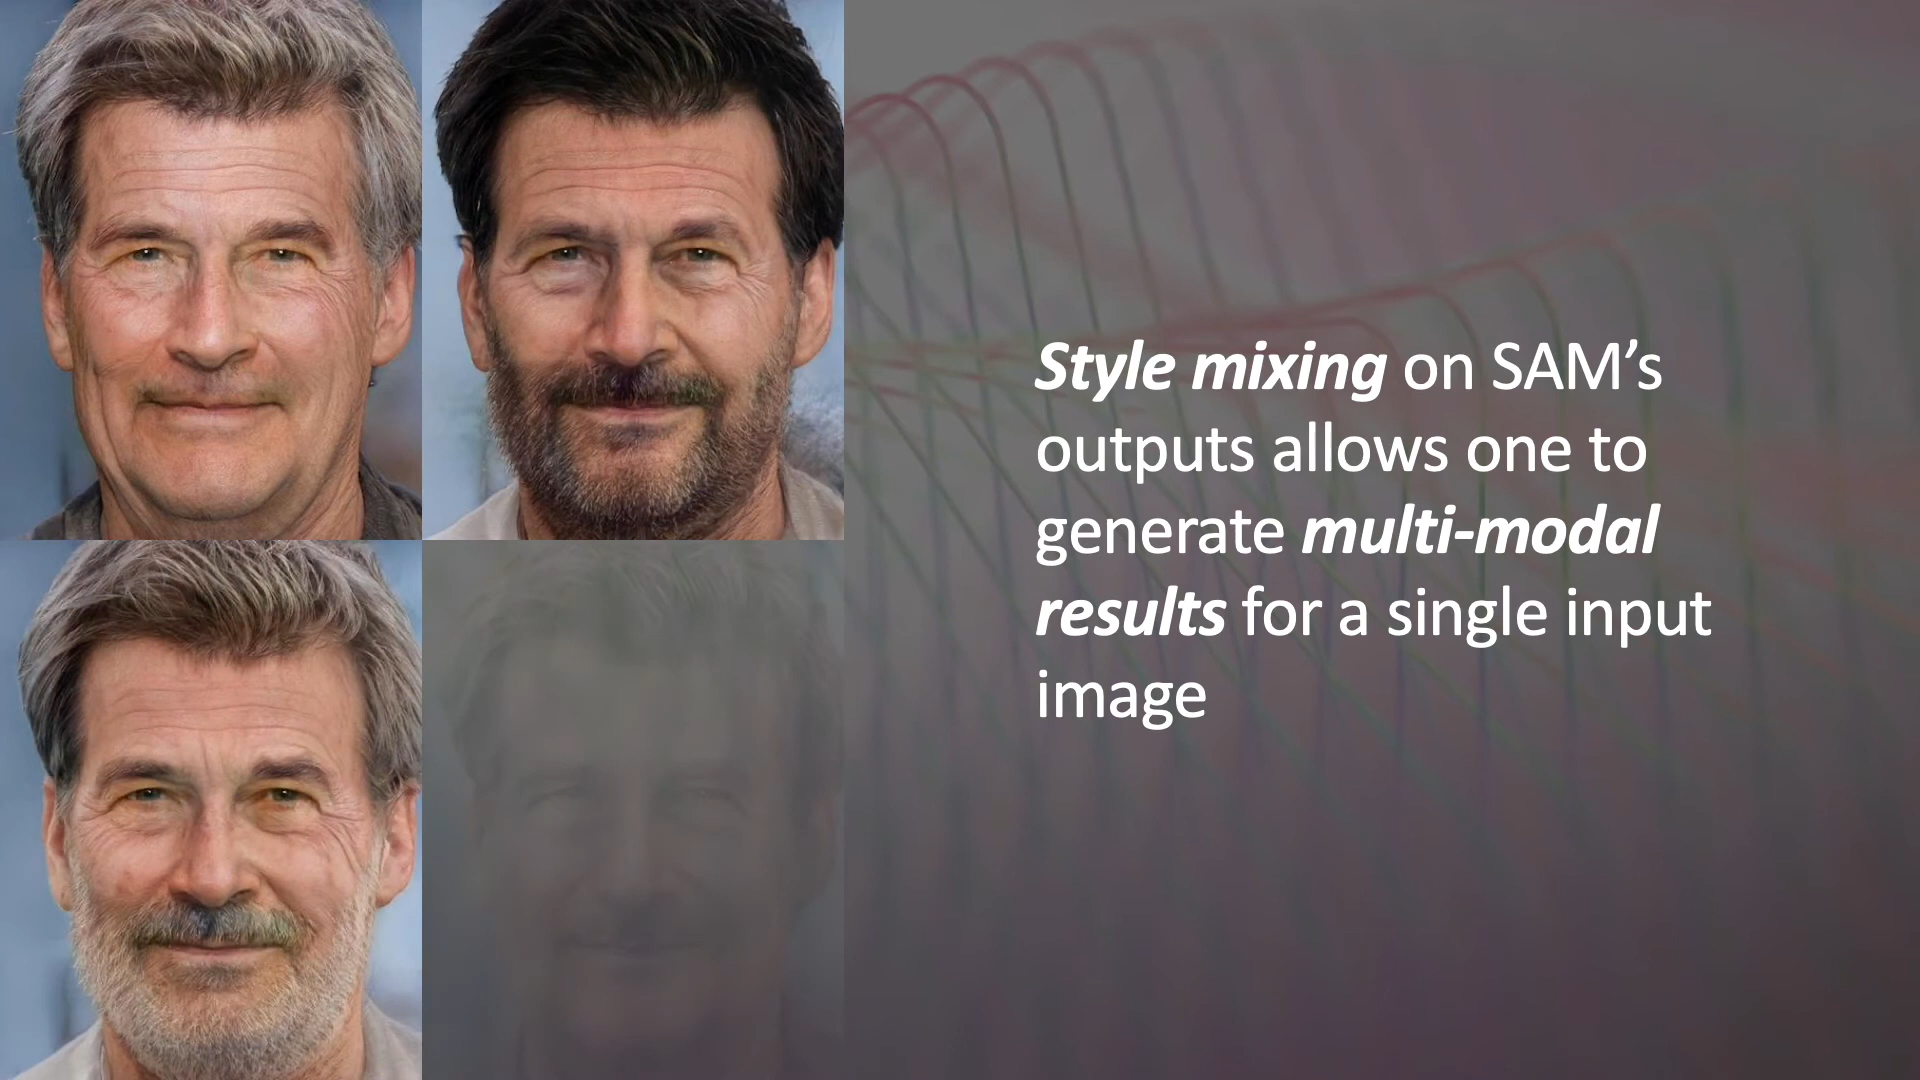 Style mixing on SAM’s
outputs allows one to
generate multi-modal
results for a single input
image